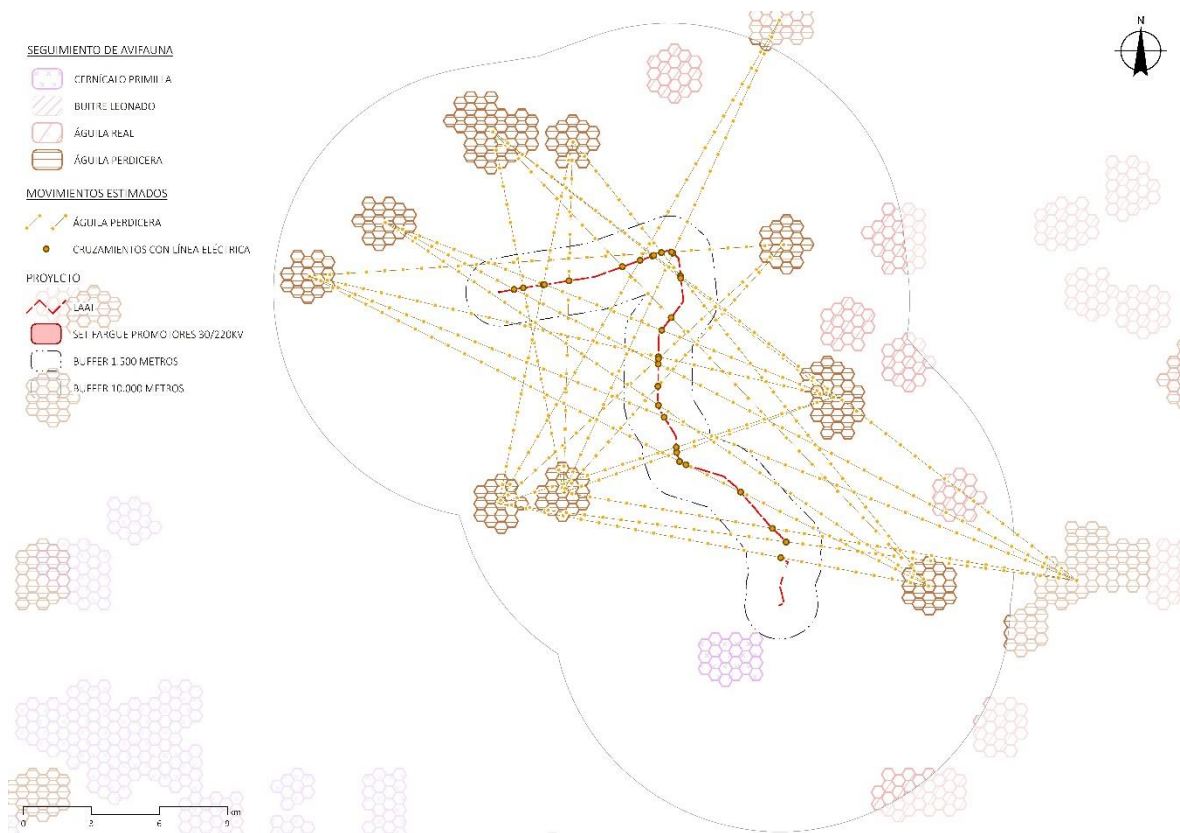 N
SEGUIMIENTO DE AVIFAUNA
CERNÍCALO PRIMILLA
BUITRE LEONADO
ÁGUILA REAL
ÁGUILA PERDICERA
MOVIMIENTOS ESTIMADOS
ÁGUILA PERDICERA
CRUZAMIENTOS CON LÍNEA ELÉCTRICA
PROYECTO
LAAT
SET FARGUE PROMOTORES 30/220KV
BUFFER 1.500 METROS
BUFFER 10.000 METROS
km
0 3 6 9